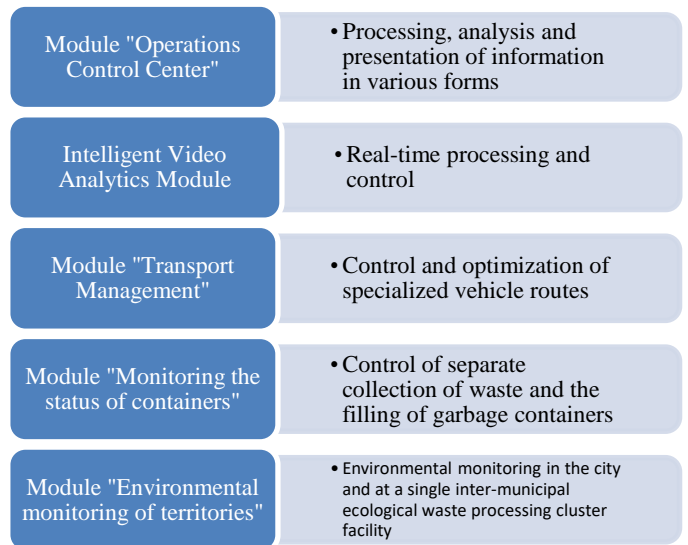 Module "Operations
Control Center"
• Processing, analysis and
presentation of information
in various forms
Intelligent Video
Analytics Module
• Real-time processing and
control
Module "Transport
Management"
• Control and optimization of
specialized vehicle routes
Module "Monitoring the
status of containers"
• Control of separate
collection of waste and the
filling of garbage containers
Module "Environmental
monitoring of territories"
• Environmental monitoring in the city
and at a single inter-municipal
ecological waste processing cluster
facility